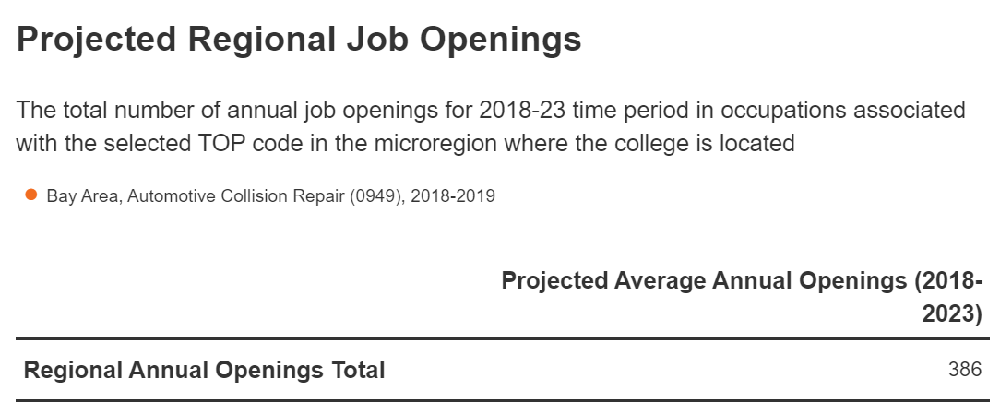 Projected Regional Job Openings
The total number of annual job openings for 2018-23 time period in occupations associated
with the selected TOP code in the microregion where the college is located
Bay Area, Automotive Collision Repair (0949), 2018-2019
Projected Average Annual Openings (2018-
2023)
Regional Annual Openings Total 386